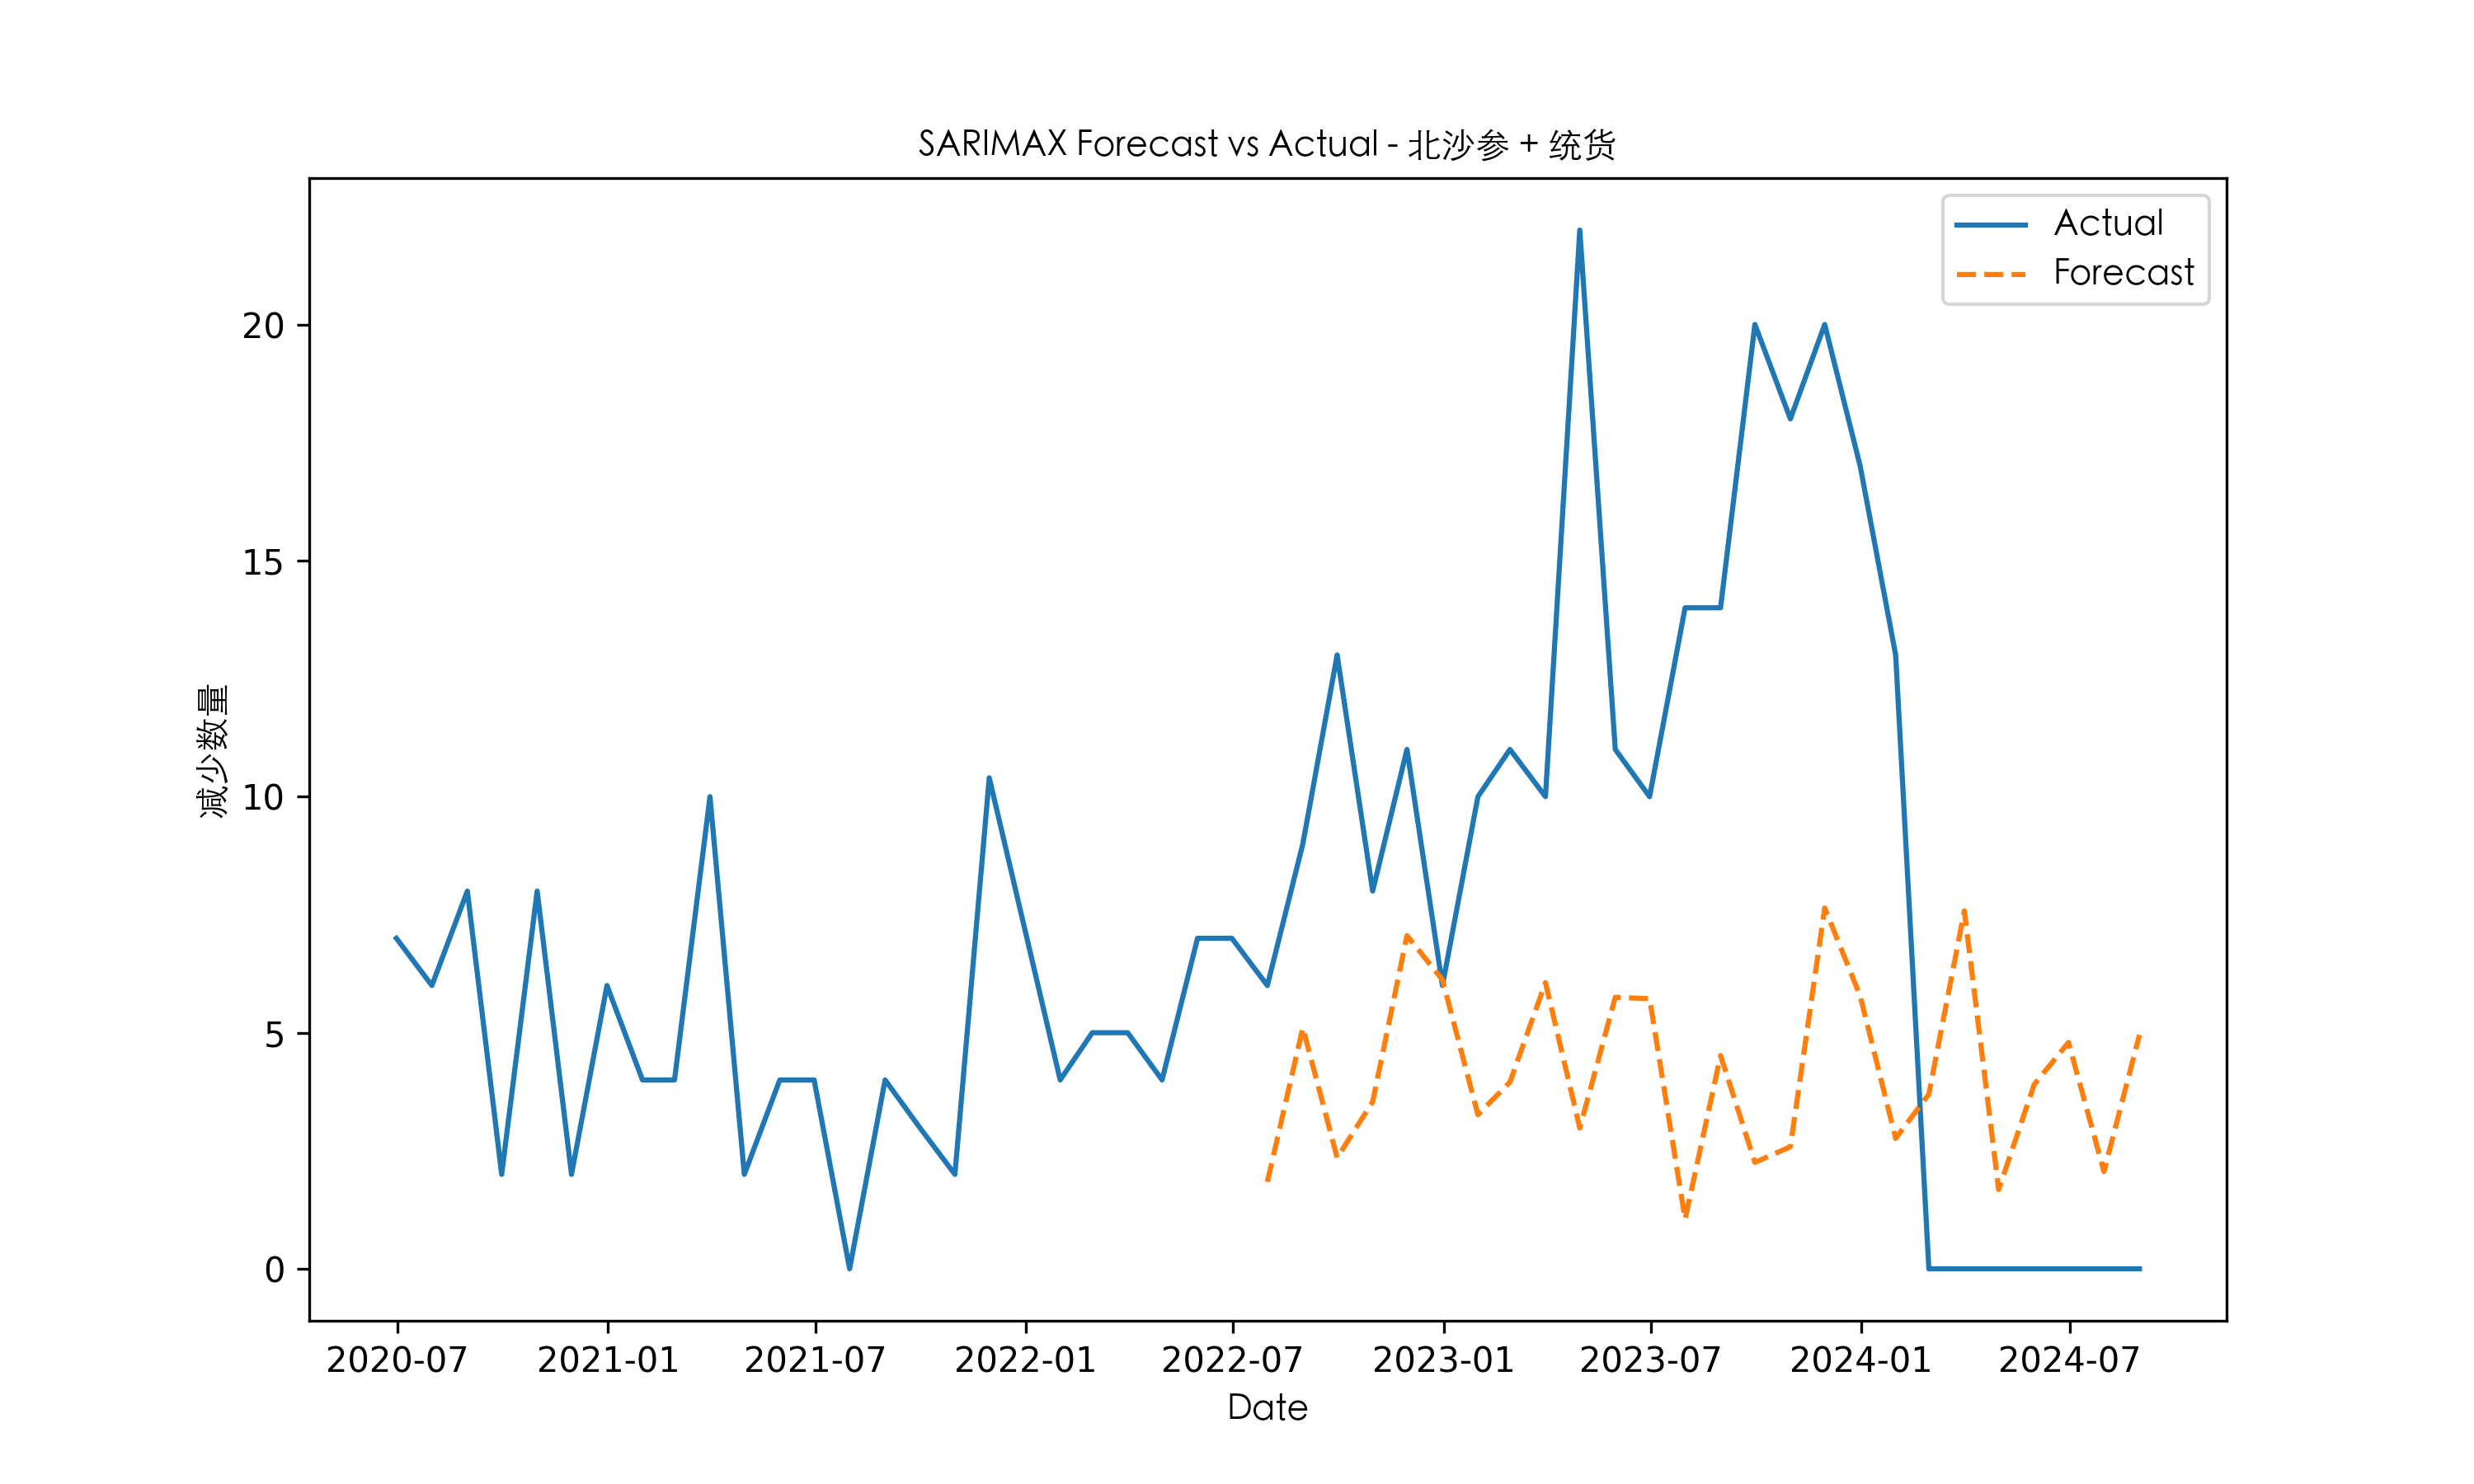 SARIMAX Forecast vs Actual - 北沙参 + 统货
Actual
Forecast
减少数量
20
15
10
5
0
2020-07 2021-01 2021-07 2022-01 2022-07 2023-01 2023-07 2024-01 2024-07
Date